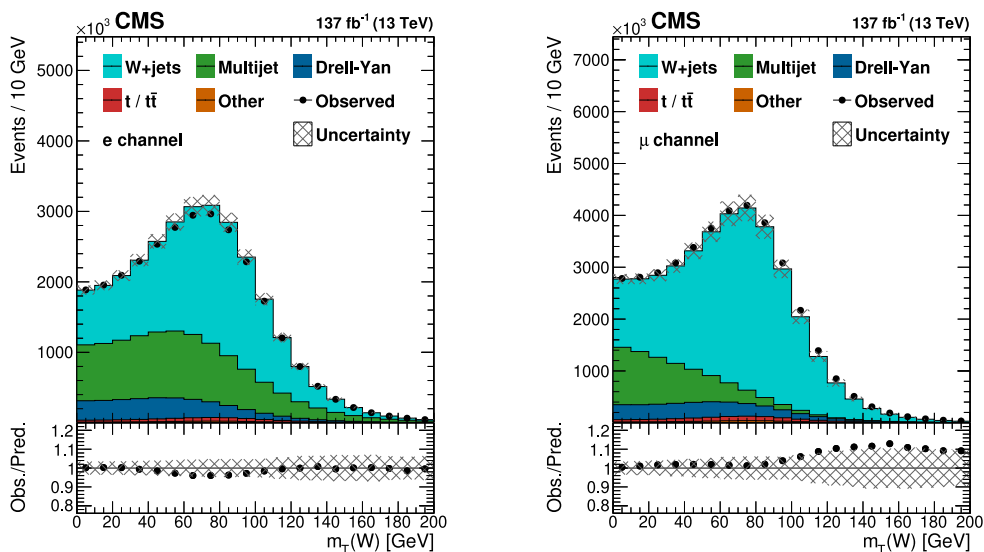 ×10³ CMS 137 fb⁻¹ (13 TeV)
Events / 10 GeV
5000
4000
3000
2000
1000
W+jets Multijet Drell-Yan
t / tt̄ Other Observed
e channel Uncertainty
Obs./Pred.
1.2
1.1
1
0.9
0.8
0 20 40 60 80 100 120 140 160 180 200
m_T(W) [GeV]
×10³ CMS 137 fb⁻¹ (13 TeV)
Events / 10 GeV
7000
6000
5000
4000
3000
2000
1000
W+jets Multijet Drell-Yan
t / tt̄ Other Observed
μ channel Uncertainty
Obs./Pred.
1.2
1.1
1
0.9
0.8
0 20 40 60 80 100 120 140 160 180 200
m_T(W) [GeV]